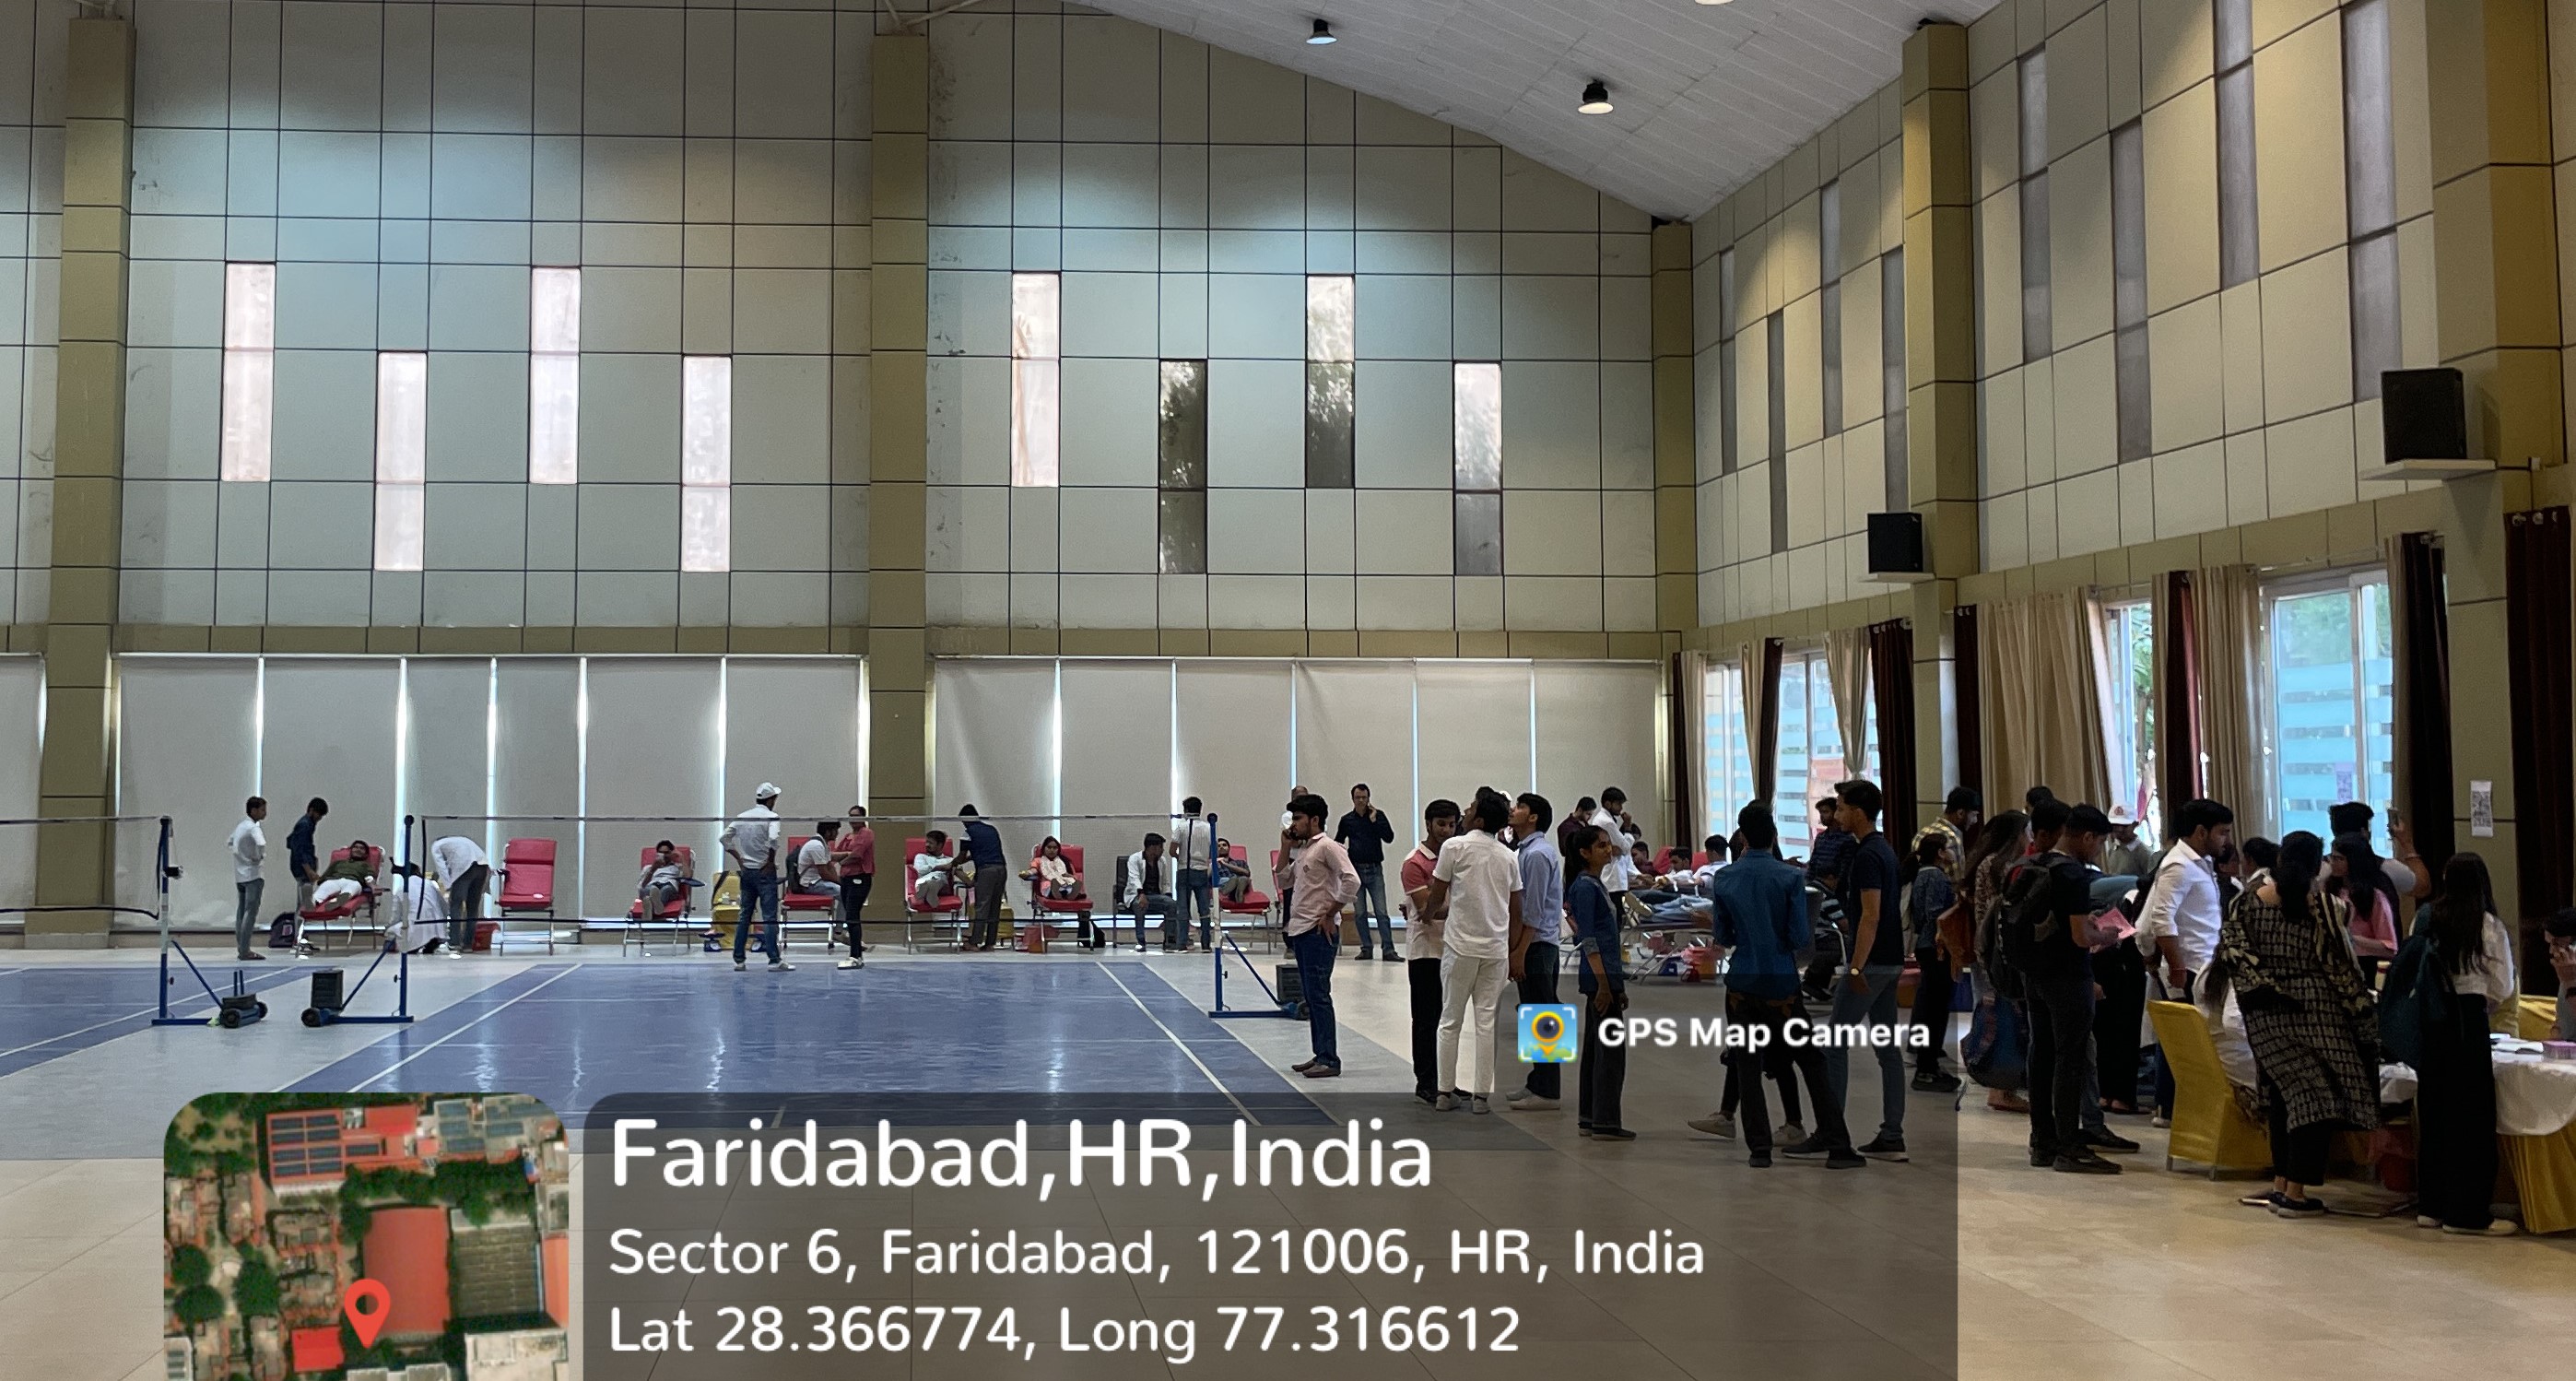 GPS Map Camera
Faridabad,HR,India
Sector 6, Faridabad, 121006, HR, India
Lat 28.366774, Long 77.316612